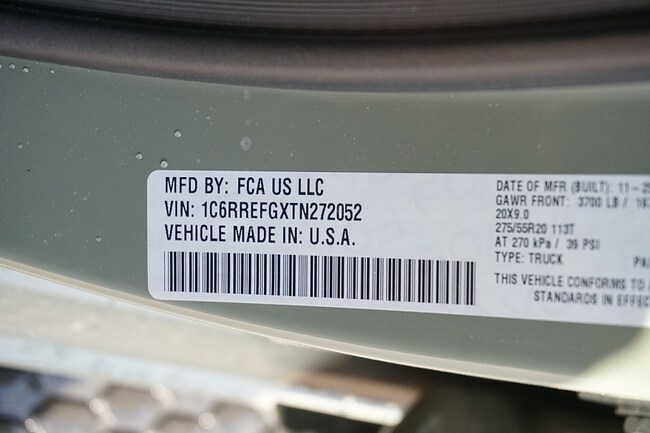 MFD BY: FCA US LLC
VIN: 1C6RREFGXTN272052
VEHICLE MADE IN: U.S.A.
DATE OF MFR (BUILT): 11-25
GAWR FRONT: 3700 LB /
20X9.0
275/55R20 113T
AT 270 kPa / 39 PSI
TYPE: TRUCK
THIS VEHICLE CONFORMS TO
STANDARDS IN EFFEC